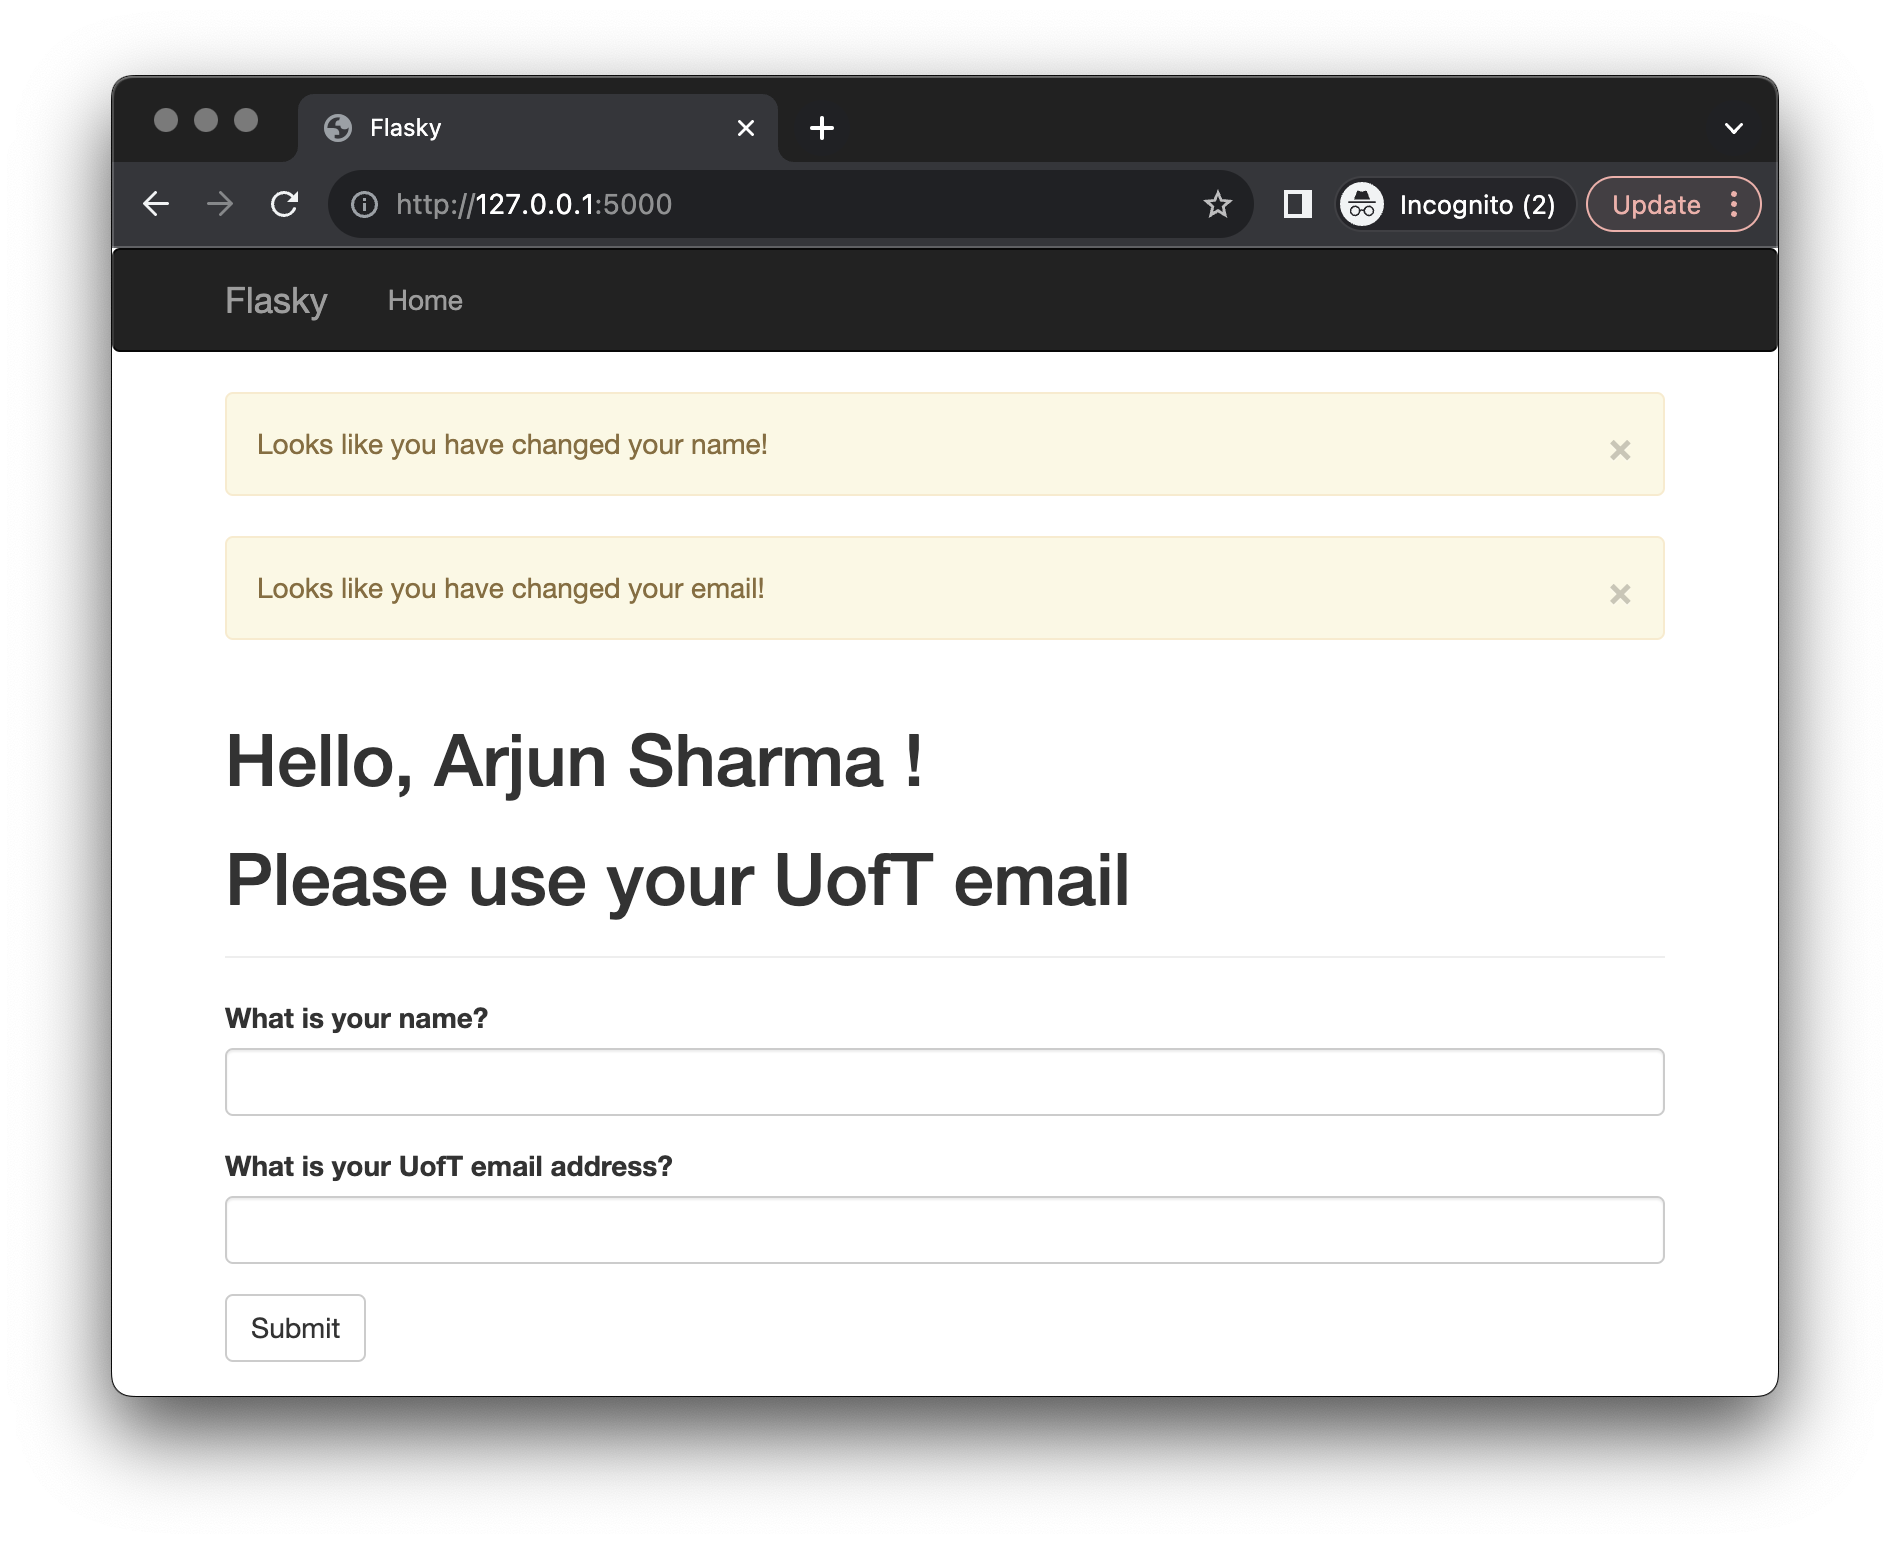 Flasky
http://127.0.0.1:5000
Incognito (2)
Update
Flasky Home
Looks like you have changed your name!
×
Looks like you have changed your email!
×
Hello, Arjun Sharma !
Please use your UofT email
What is your name?
What is your UofT email address?
Submit